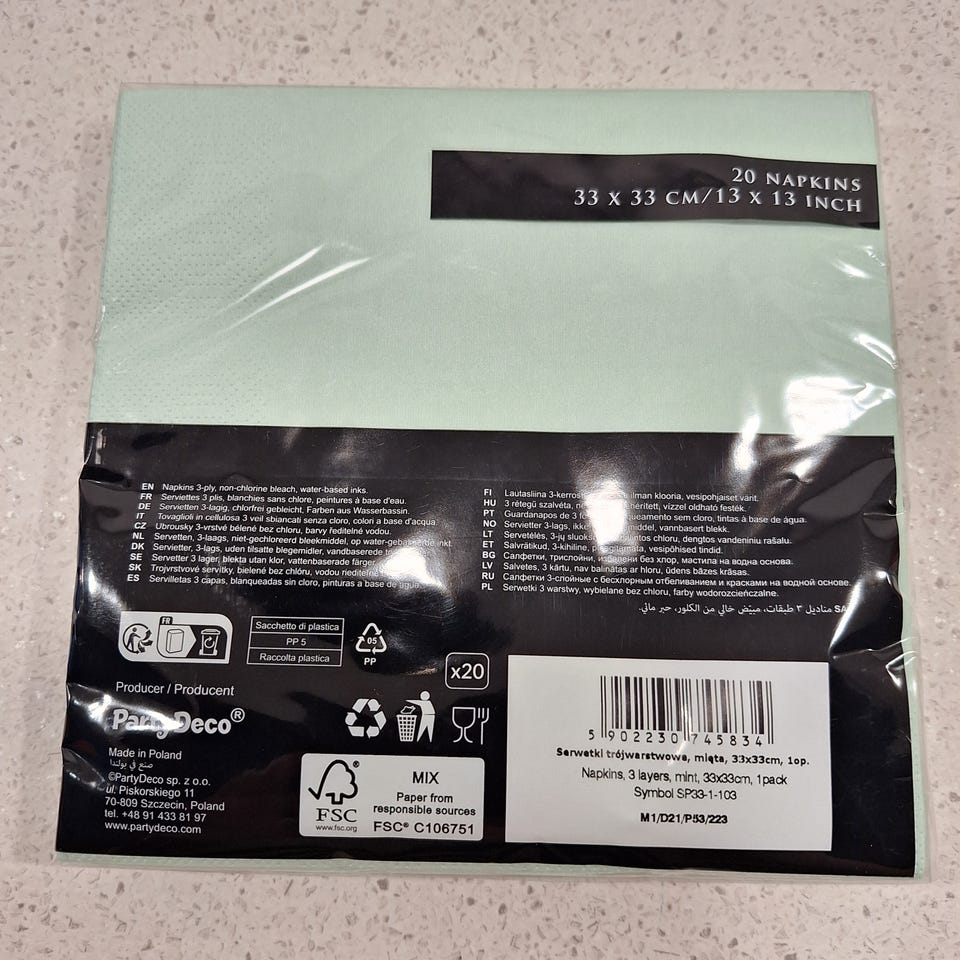 20 NAPKINS
33 X 33 CM/13 X 13 INCH
EN Napkins 3-ply, non-chlorine bleach, water-based inks.
FR Serviettes 3 plis, blanchies sans chlore, peintures à base d'eau.
DE Servietten 3-lagig, chlorfrei gebleicht, Farben aus Wasserbassin.
IT Tovaglioli in cellulosa 3 veil sbiancati senza cloro, colori a base d'acqua.
CZ Ubrousky 3-vrstvé bělené bez chloru, barvy ředitelné vodou.
NL Servetten, 3-laags, niet-gechloreerd bleekmiddel, op water-gebaseerde inkt.
DK Servietter, 3-lags, uden tilsatte blegemidler, vandbaserede
SE Servetter 3 lager, blekta utan klor, vattenbaserade färger
SK Trojvrstvové servítky, bielené bez chlóru, vodou riediteľné
ES Servilletas 3 capas, blanqueadas sin cloro, pinturas a base de agua.
FI Lautasliina ilman klooria, vesipohjaiset värit.
HU 3 rétegű szalvéta, vízzel oldható festék.
PT Guardanapos de 3 sem cloro, tintas à base de água.
NO Servietter 3-lags, vannbasert blekk.
LT Servetėlės, 3-jų chloro, dengtos vandeniniu rašalu.
ET Salvrätikud, 3-kihiline, vesipõhised tindid.
BG Салфетки, трислойни, избелени без хлор, мастила на водна основа.
LV Salvetes, 3 kārtu, nav balinātas ar hloru, ūdens bāzes krāsas.
RU Салфетки 3-слойные с бесхлорным отбеливанием и красками на водной основе.
PL Serwetki 3 warstwy, wybielane bez chloru, farby wodorozcieńczalne.
SA مناديل ٣ طبقات، مبيّض خالي من الكلور، حبر مائي.
FR
Sacchetto di plastica
PP 5
Raccolta plastica
05
PP
x20
Producer / Producent
PartyDeco®
Made in Poland
صنع في بولندا
©PartyDeco sp. z o.o.
ul. Piskorskiego 11
70-809 Szczecin, Poland
tel. +48 91 433 81 97
www.partydeco.com
FSC
www.fsc.org
MIX
Paper from
responsible sources
FSC® C106751
5 902230 745834
Serwetki trójwarstwowe, mięta, 33x33cm, 1op.
Napkins, 3 layers, mint, 33x33cm, 1pack
Symbol SP33-1-103
M1/D21/P53/223